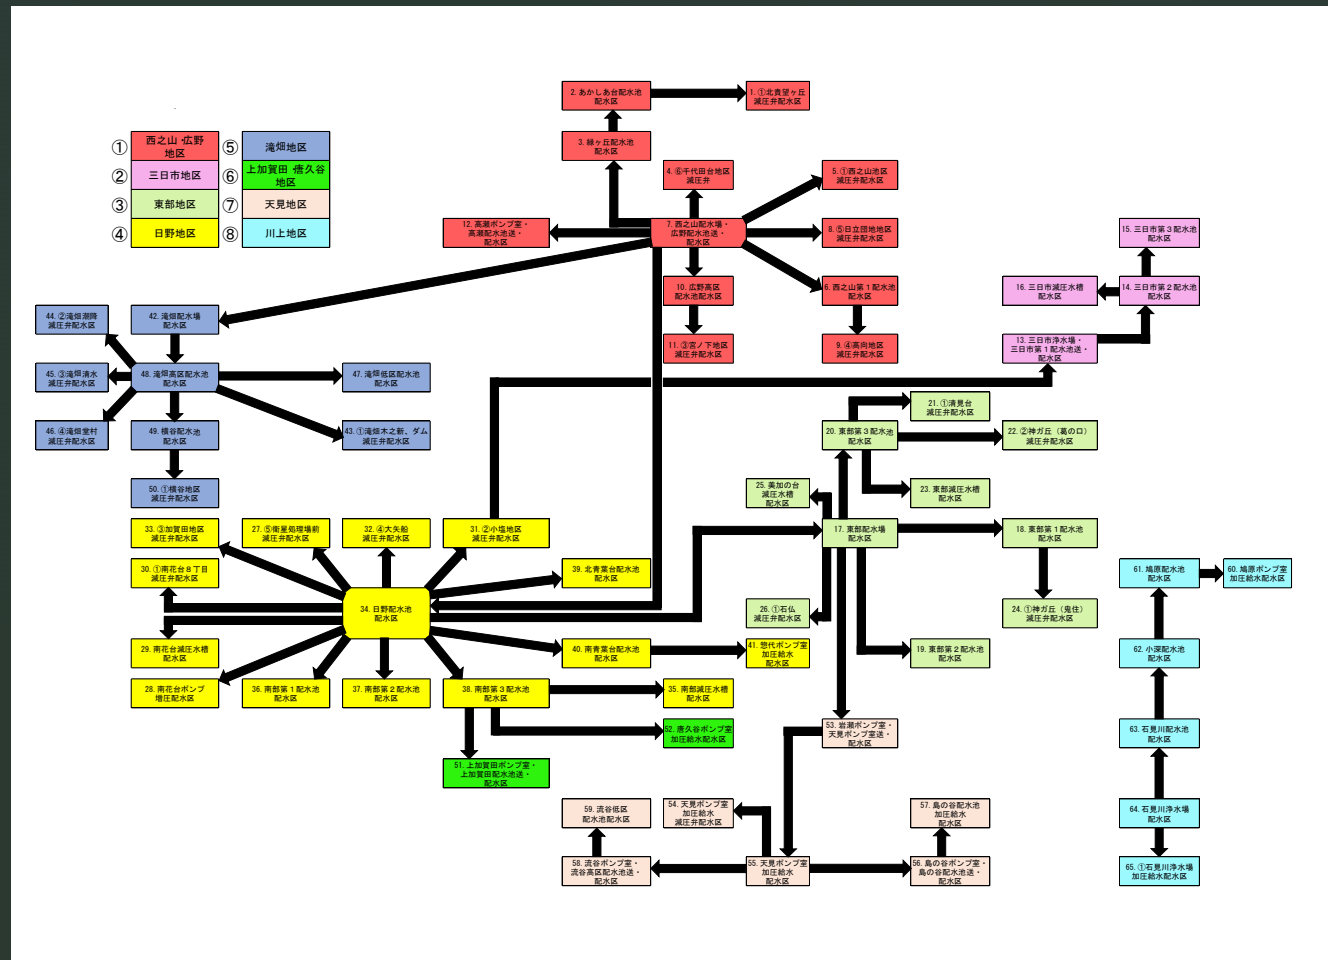 ① 西之山・広野
地区
② 三日市地区
③ 東部地区
④ 日野地区
⑤ 滝畑地区
⑥ 上加賀田・唐久谷
地区
⑦ 天見地区
⑧ 川上地区
2. あかしあ台配水池
配水区
1. ①北貴望ヶ丘
減圧弁配水区
3. 緑ヶ丘配水池
配水区
4. ⑥千代田台地区
減圧弁
5. ①西之山池区
減圧弁配水区
12. 高瀬ポンプ室・
高瀬配水池送・
配水区
7. 西之山配水場・
広野配水池送・
配水区
8. ⑤日立団地地区
減圧弁配水区
10. 広野高区
配水池配水区
6. 西之山第1配水池
配水区
11. ③宮ノ下地区
減圧弁配水区
9. ④高向地区
減圧弁配水区
15. 三日市第3配水池
配水区
16. 三日市減圧水槽
配水区
14. 三日市第2配水池
配水区
13. 三日市浄水場・
三日市第1配水池送・
配水区
44. ②滝畑潮降
減圧弁配水区
42. 滝畑配水場
配水区
45. ③滝畑清水
減圧弁配水区
48. 滝畑高区配水池
配水区
47. 滝畑低区配水池
配水区
46. ④滝畑堂村
減圧弁配水区
49. 横谷配水池
配水区
43. ①滝畑木之新、ダム
減圧弁配水区
50. ①横谷地区
減圧弁配水区
21. ①清見台
減圧弁配水区
20. 東部第3配水池
配水区
22. ②神ガ丘（葛の口）
減圧弁配水区
25. 美加の台
減圧水槽
配水区
23. 東部減圧水槽
配水区
17. 東部配水場
配水区
18. 東部第1配水池
配水区
26. ①石仏
減圧弁配水区
24. ①神ガ丘（鬼住）
減圧弁配水区
19. 東部第2配水池
配水区
33. ③加賀田地区
減圧弁配水区
27. ⑤衛星処理場前
減圧弁配水区
32. ④大矢船
減圧弁配水区
31. ②小塩地区
減圧弁配水区
30. ①南花台8丁目
減圧弁配水区
39. 北青葉台配水池
配水区
34. 日野配水池
配水区
29. 南花台減圧水槽
配水区
40. 南青葉台配水池
配水区
41. 惣代ポンプ室
加圧給水
配水区
28. 南花台ポンプ
増圧配水区
36. 南部第1配水池
配水区
37. 南部第2配水池
配水区
38. 南部第3配水池
配水区
35. 南部減圧水槽
配水区
52. 唐久谷ポンプ室
加圧給水配水区
51. 上加賀田ポンプ室・
上加賀田配水池送・
配水区
53. 岩瀬ポンプ室・
天見ポンプ室送・
配水区
59. 流谷低区
配水池配水区
54. 天見ポンプ室
加圧給水
減圧弁配水区
57. 島の谷配水池
加圧給水
配水区
58. 流谷ポンプ室・
流谷高区配水池送・
配水区
55. 天見ポンプ室
加圧給水
配水区
56. 島の谷ポンプ室・
島の谷配水池送・
配水区
61. 鳩原配水池
配水区
60. 鳩原ポンプ室
加圧給水配水区
62. 小深配水池
配水区
63. 石見川配水池
配水区
64. 石見川浄水場
配水区
65. ①石見川浄水場
加圧給水配水区